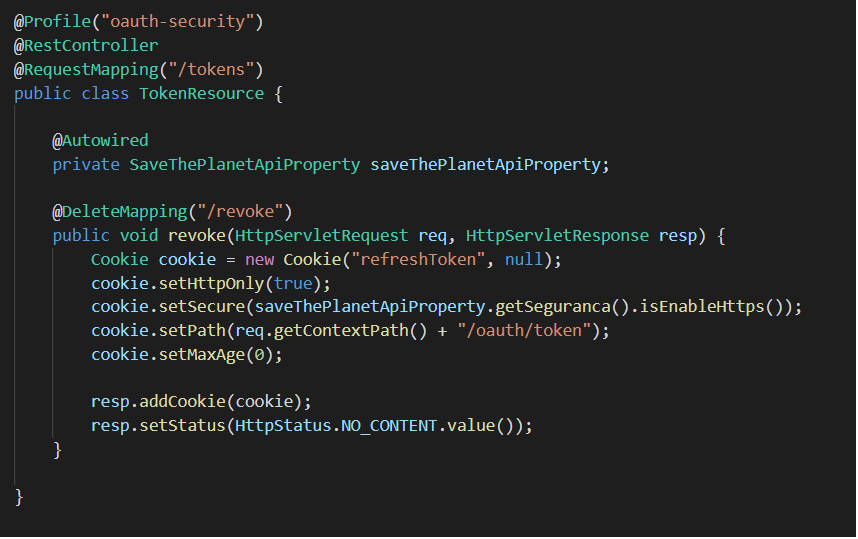 @Profile("oauth-security")
@RestController
@RequestMapping("/tokens")
public class TokenResource {
@Autowired
private SaveThePlanetApiProperty saveThePlanetApiProperty;
@DeleteMapping("/revoke")
public void revoke(HttpServletRequest req, HttpServletResponse resp) {
Cookie cookie = new Cookie("refreshToken", null);
cookie.setHttpOnly(true);
cookie.setSecure(saveThePlanetApiProperty.getSeguranca().isEnableHttps());
cookie.setPath(req.getContextPath() + "/oauth/token");
cookie.setMaxAge(0);
resp.addCookie(cookie);
resp.setStatus(HttpStatus.NO_CONTENT.value());
}
}